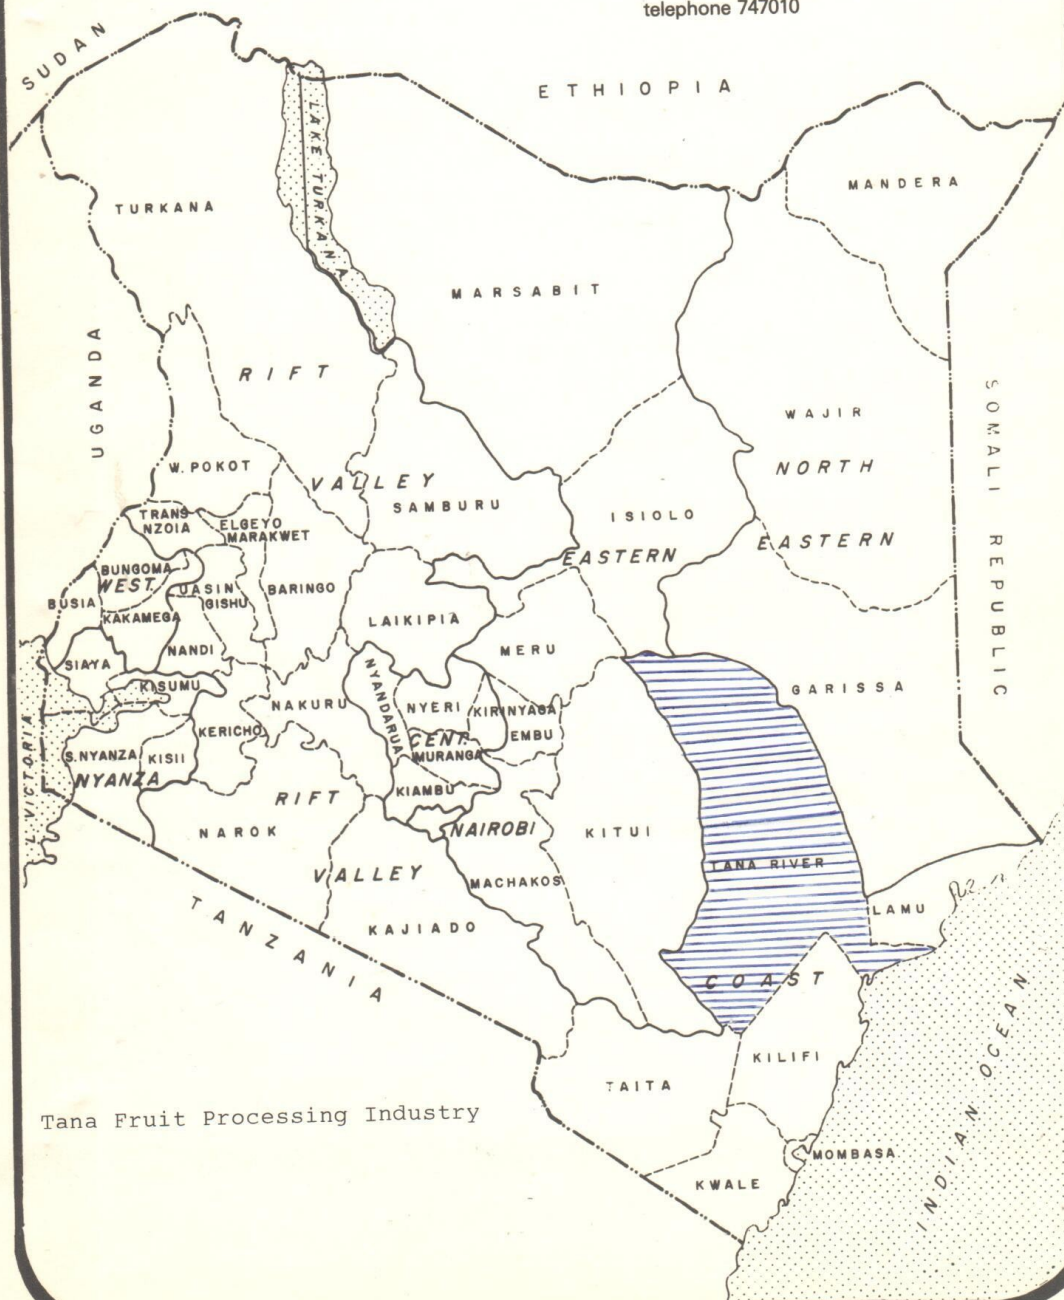 telephone 747010
SUDAN
ETHIOPIA
LAKE TURKANA
MANDERA
TURKANA
MARSABIT
UGANDA
RIFT
SOMALI REPUBLIC
WAJIR
W. POKOT
VALLEY
NORTH
SAMBURU
TRANS
NZOIA
ELGEYO
MARAKWET
ISIOLO
EASTERN
EASTERN
BUNGOMA
WEST.
UASIN
GISHU
BARINGO
BUSIA
KAKAMEGA
LAIKIPIA
NANDI
MERU
SIAYA
KISUMU
NYANDARUA
GARISSA
NAKURU
NYERI
KIRINYAGA
KERICHO
CENT.
EMBU
L. VICTORIA
S. NYANZA
KISII
MURANGA
NYANZA
KIAMBU
RIFT
NAROK
NAIROBI
KITUI
TANA RIVER
VALLEY
MACHAKOS
LAMU
TANZANIA
KAJIADO
COAST
INDIAN OCEAN
KILIFI
TAITA
Tana Fruit Processing Industry
MOMBASA
KWALE